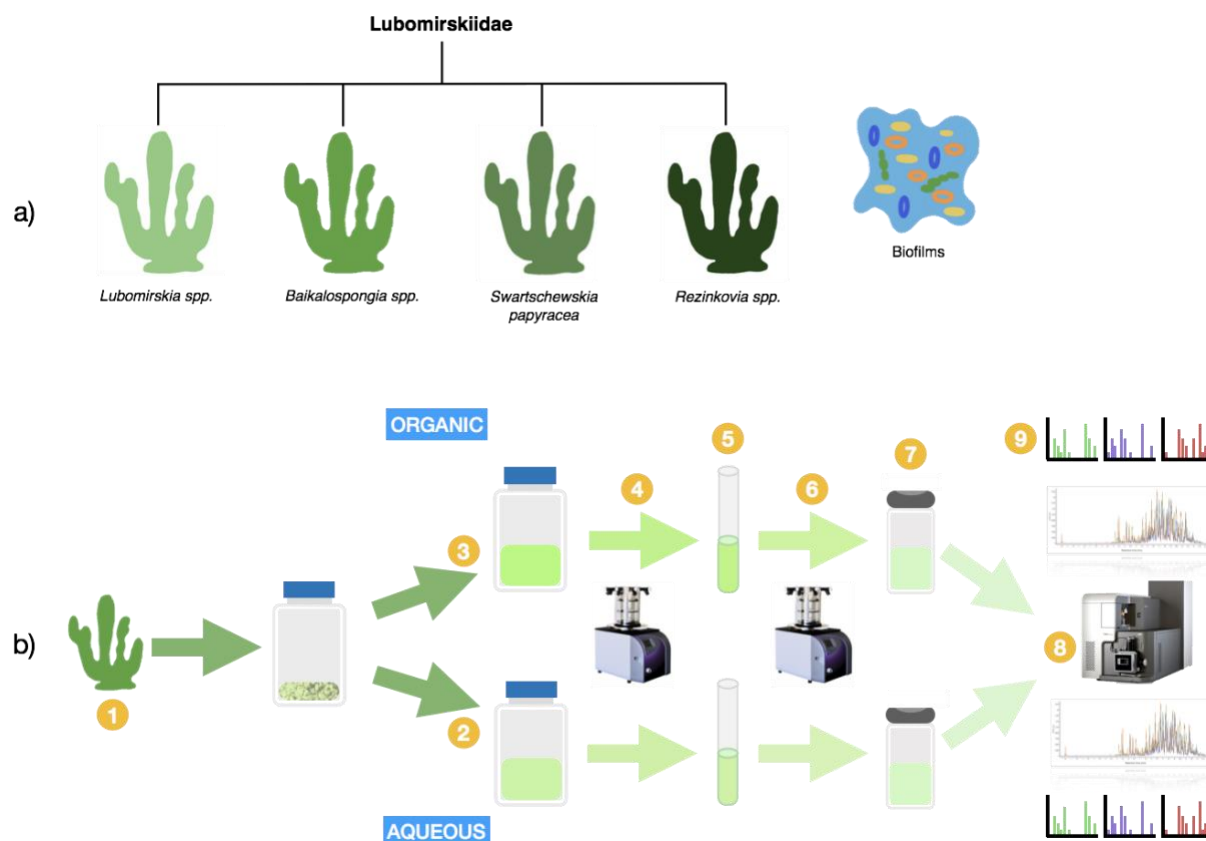 Lubomirskiidae
a)
Lubomirskia spp.
Baikalospongia spp.
Swartschewskia
papyracea
Rezinkovia spp.
Biofilms
b)
ORGANIC
AQUEOUS
1
2
3
4
5
6
7
8
9